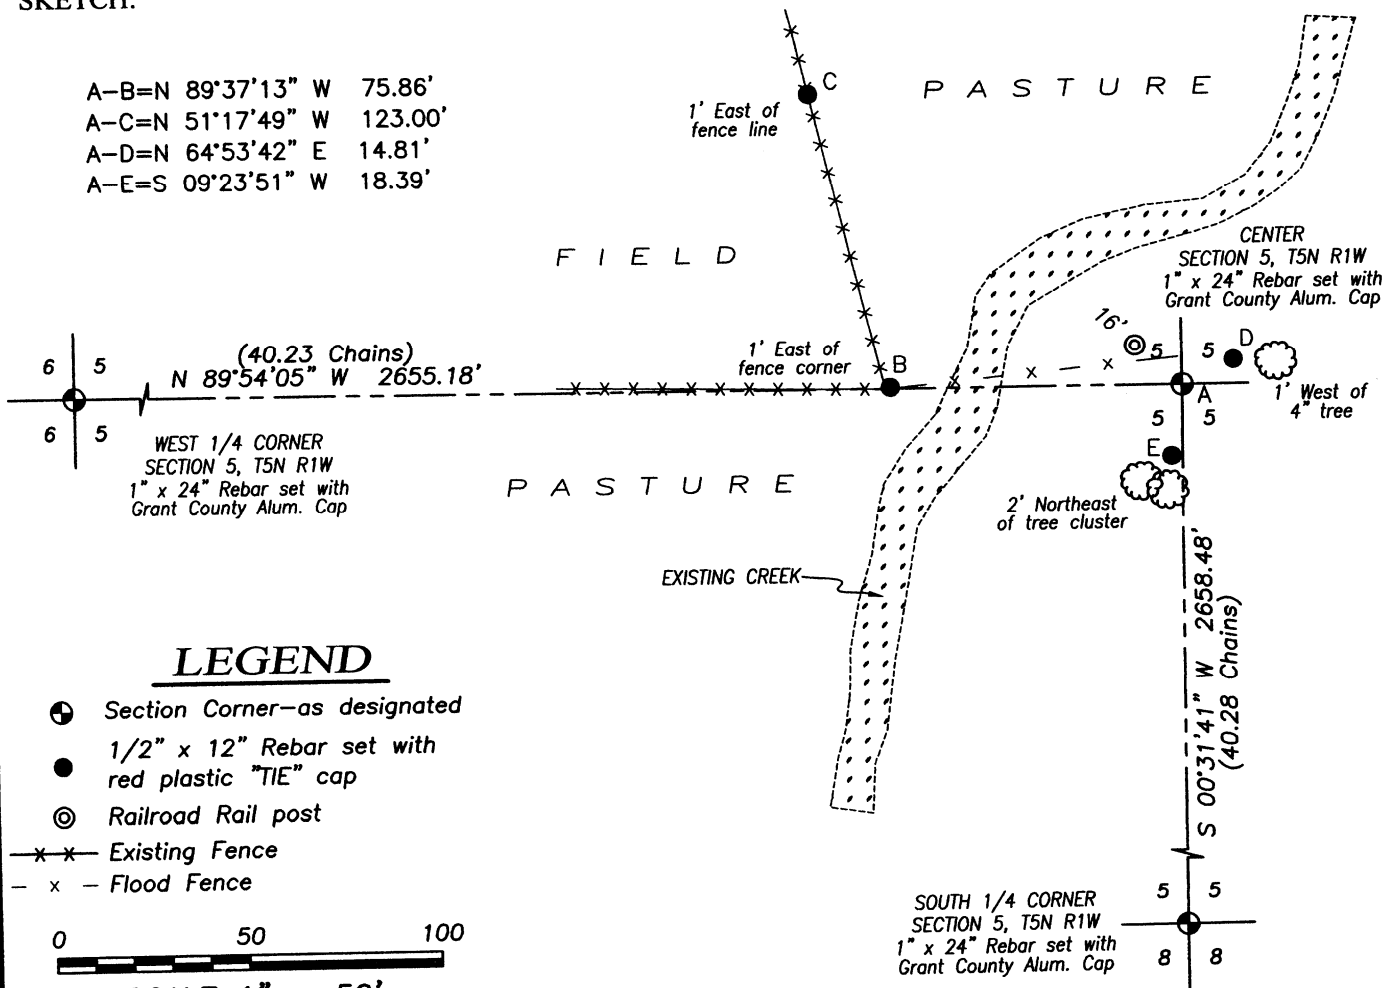 SKETCH:
A-B=N 89°37'13" W 75.86'
A-C=N 51°17'49" W 123.00'
A-D=N 64°53'42" E 14.81'
A-E=S 09°23'51" W 18.39'
C
1' East of
fence line
PASTURE
FIELD
CENTER
SECTION 5, T5N R1W
1" x 24" Rebar set with
Grant County Alum. Cap
16'
6 5
6 5
(40.23 Chains)
N 89°54'05" W 2655.18'
1' East of
fence corner
B
5 5
5 5
D
A
1' West of
4" tree
E
WEST 1/4 CORNER
SECTION 5, T5N R1W
1" x 24" Rebar set with
Grant County Alum. Cap
PASTURE
2' Northeast
of tree cluster
EXISTING CREEK
S 00°31'41" W 2658.48'
(40.28 Chains)
LEGEND
Section Corner-as designated
1/2" x 12" Rebar set with
red plastic "TIE" cap
Railroad Rail post
Existing Fence
Flood Fence
0 50 100
SOUTH 1/4 CORNER
SECTION 5, T5N R1W
1" x 24" Rebar set with
Grant County Alum. Cap
5 5
8 8